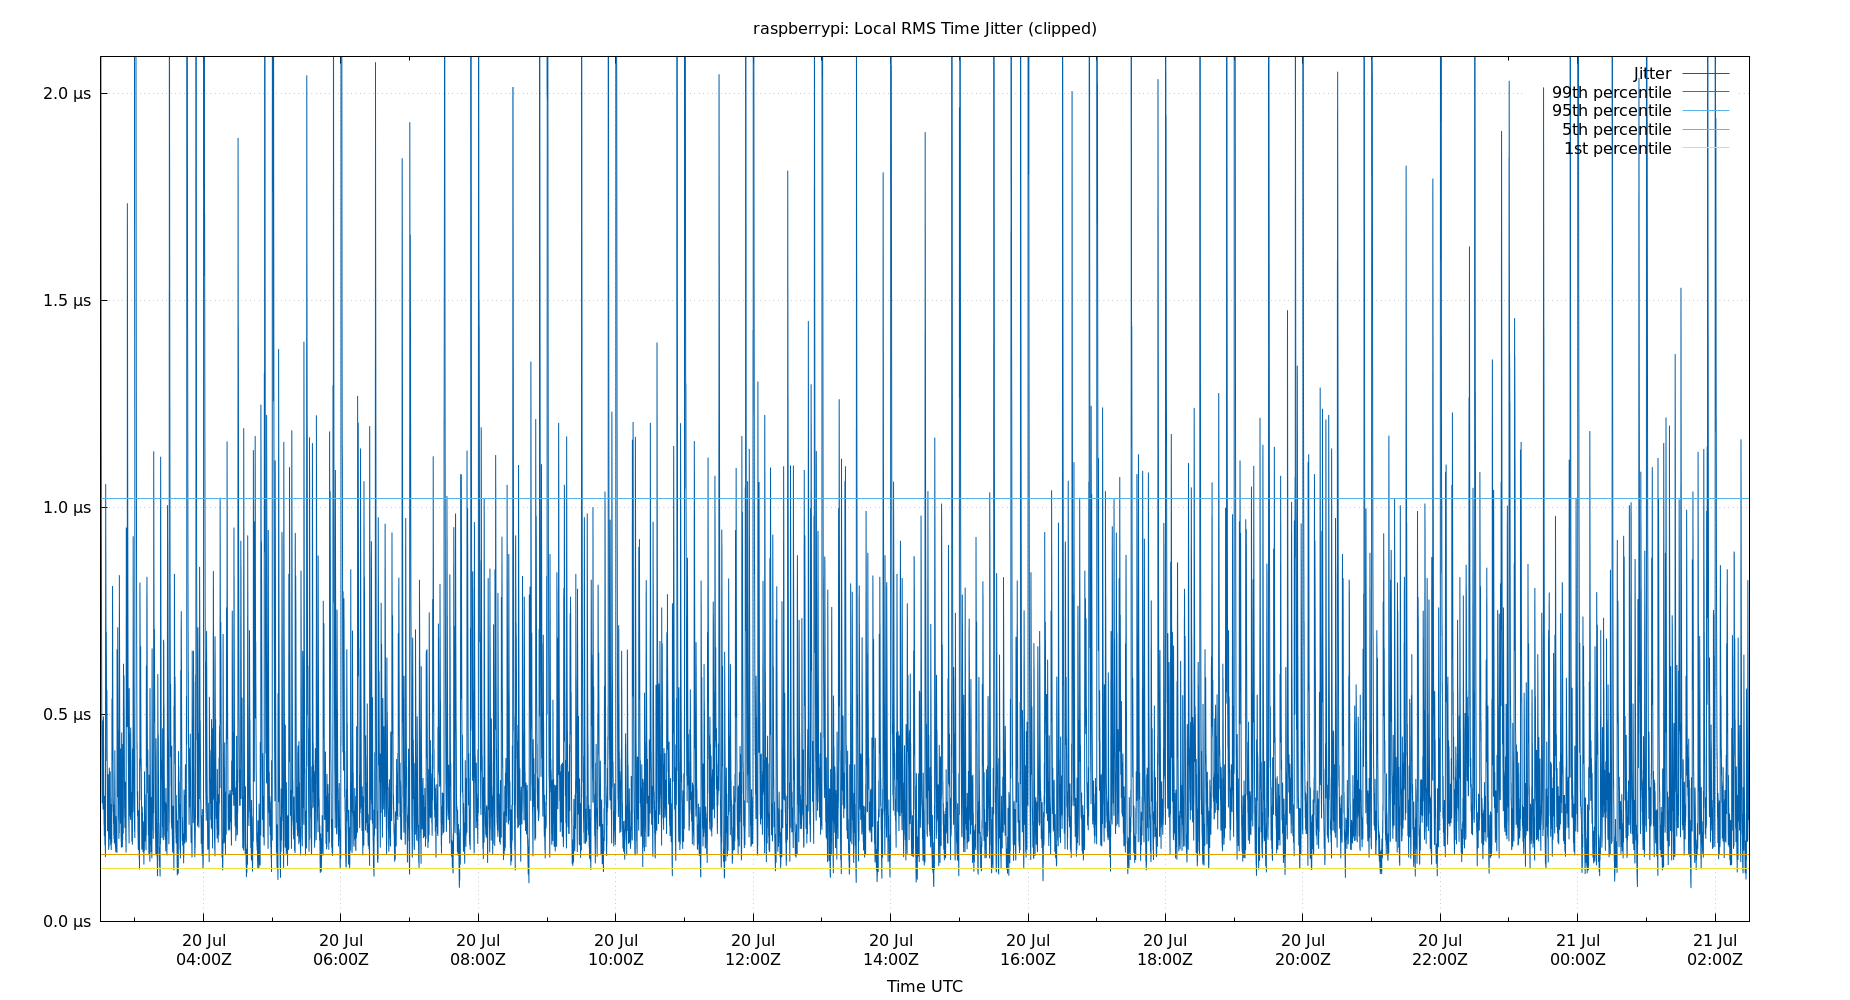 raspberrypi: Local RMS Time Jitter (clipped)
Jitter
99th percentile
95th percentile
5th percentile
1st percentile
2.0 μs
1.5 μs
1.0 μs
0.5 μs
0.0 μs
20 Jul 20 Jul 20 Jul 20 Jul 20 Jul 20 Jul 20 Jul 20 Jul 20 Jul 20 Jul 21 Jul 21 Jul
04:00Z 06:00Z 08:00Z 10:00Z 12:00Z 14:00Z 16:00Z 18:00Z 20:00Z 22:00Z 00:00Z 02:00Z
Time UTC